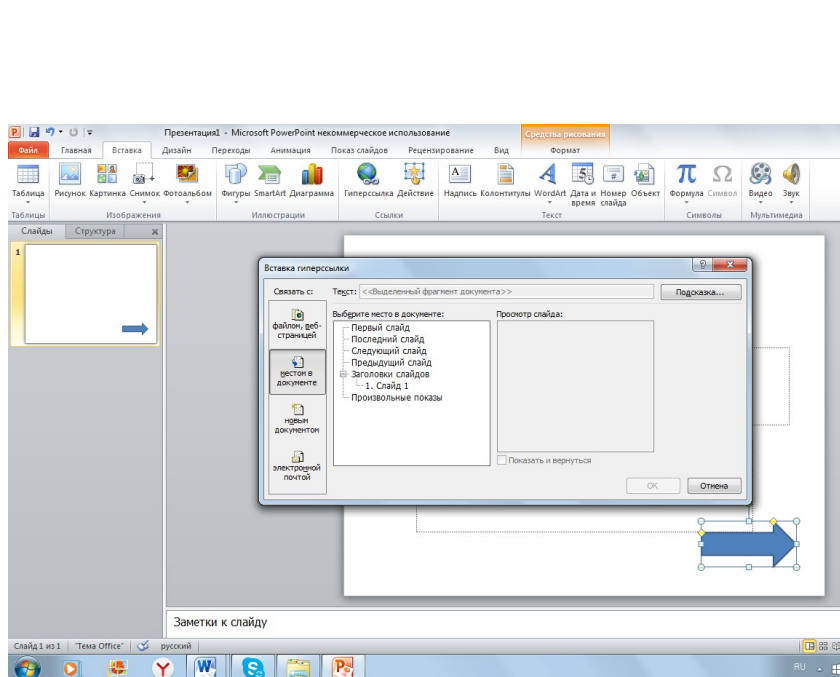 Презентация1 - Microsoft PowerPoint некоммерческое использование
Средства рисования
Файл Главная Вставка Дизайн Переходы Анимация Показ слайдов Рецензирование Вид Формат
Таблица Рисунок Картинка Снимок Фотоальбом Фигуры SmartArt Диаграмма Гиперссылка Действие Надпись Колонтитулы WordArt Дата и время Номер слайда Объект Формула Символ Видео Звук
Таблицы Изображения Иллюстрации Ссылки Текст Символы Мультимедиа
Слайды Структура
1
Вставка гиперссылки
Связать с: Текст: <<Выделенный фрагмент документа>> Подсказка...
Выберите место в документе: Просмотр слайда:
файлом, веб-
страницей
местом в
документе
новым
документом
электронной
почтой
Первый слайд
Последний слайд
Следующий слайд
Предыдущий слайд
Заголовки слайдов
1. Слайд 1
Произвольные показы
Показать и вернуться
ОК Отмена
Заметки к слайду
Слайд 1 из 1 "Тема Office" русский
RU